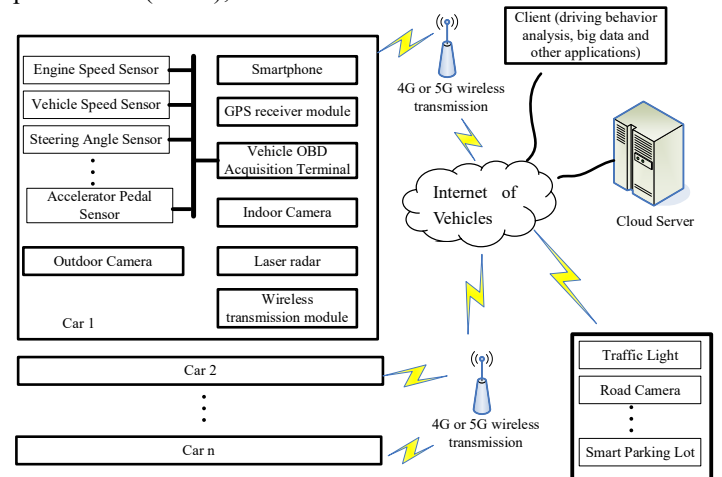 Engine Speed Sensor
Vehicle Speed Sensor
Steering Angle Sensor
Accelerator Pedal
Sensor
Outdoor Camera
Smartphone
GPS receiver module
Vehicle OBD
Acquisition Terminal
Indoor Camera
Laser radar
Wireless
transmission module
Car 1
Car 2
Car n
4G or 5G wireless
transmission
4G or 5G wireless
transmission
Internet of
Vehicles
Client (driving behavior
analysis, big data and
other applications)
Cloud Server
Traffic Light
Road Camera
Smart Parking Lot